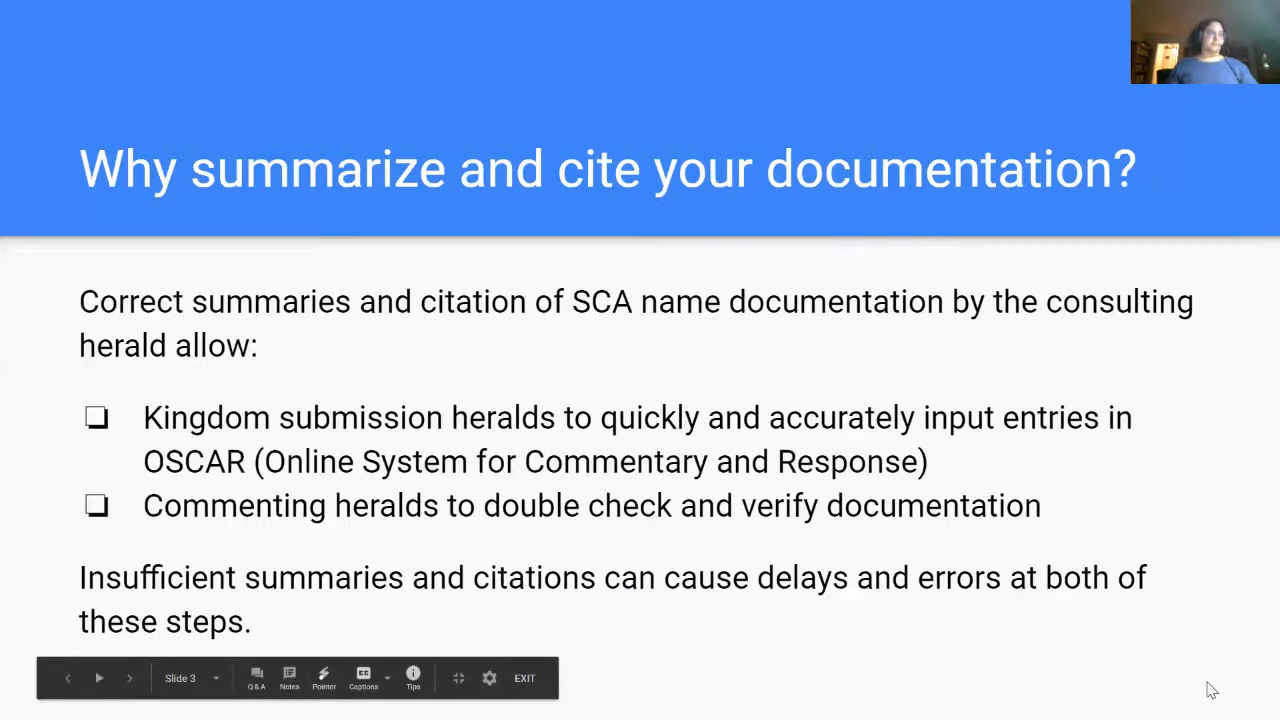 Why summarize and cite your documentation?
Correct summaries and citation of SCA name documentation by the consulting
herald allow:
Kingdom submission heralds to quickly and accurately input entries in
OSCAR (Online System for Commentary and Response)
Commenting heralds to double check and verify documentation
Insufficient summaries and citations can cause delays and errors at both of
these steps.
Slide 3
Q & A
Notes
Pointer
Captions
Tips
EXIT